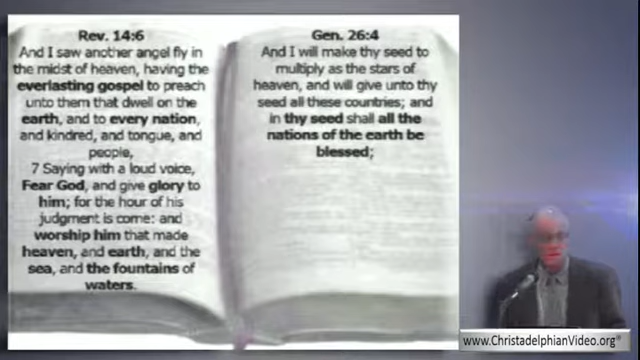 Rev. 14:6
And I saw another angel fly in
the midst of heaven, having the
everlasting gospel to preach
unto them that dwell on the
earth, and to every nation,
and kindred, and tongue, and
people,
7 Saying with a loud voice,
Fear God, and give glory to
him; for the hour of his
judgment is come: and
worship him that made
heaven, and earth, and the
sea, and the fountains of
waters.
Gen. 26:4
And I will make thy seed to
multiply as the stars of
heaven, and will give unto thy
seed all these countries; and
in thy seed shall all the
nations of the earth be
blessed;
www.ChristadelphianVideo.org®